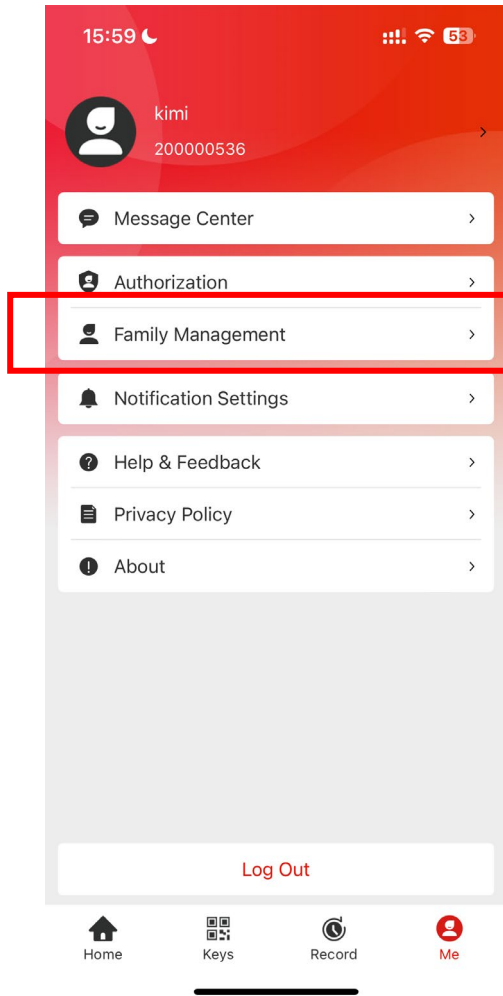 15:59
53
kimi
200000536
Message Center
Authorization
Family Management
Notification Settings
Help & Feedback
Privacy Policy
About
Log Out
Home Keys Record Me